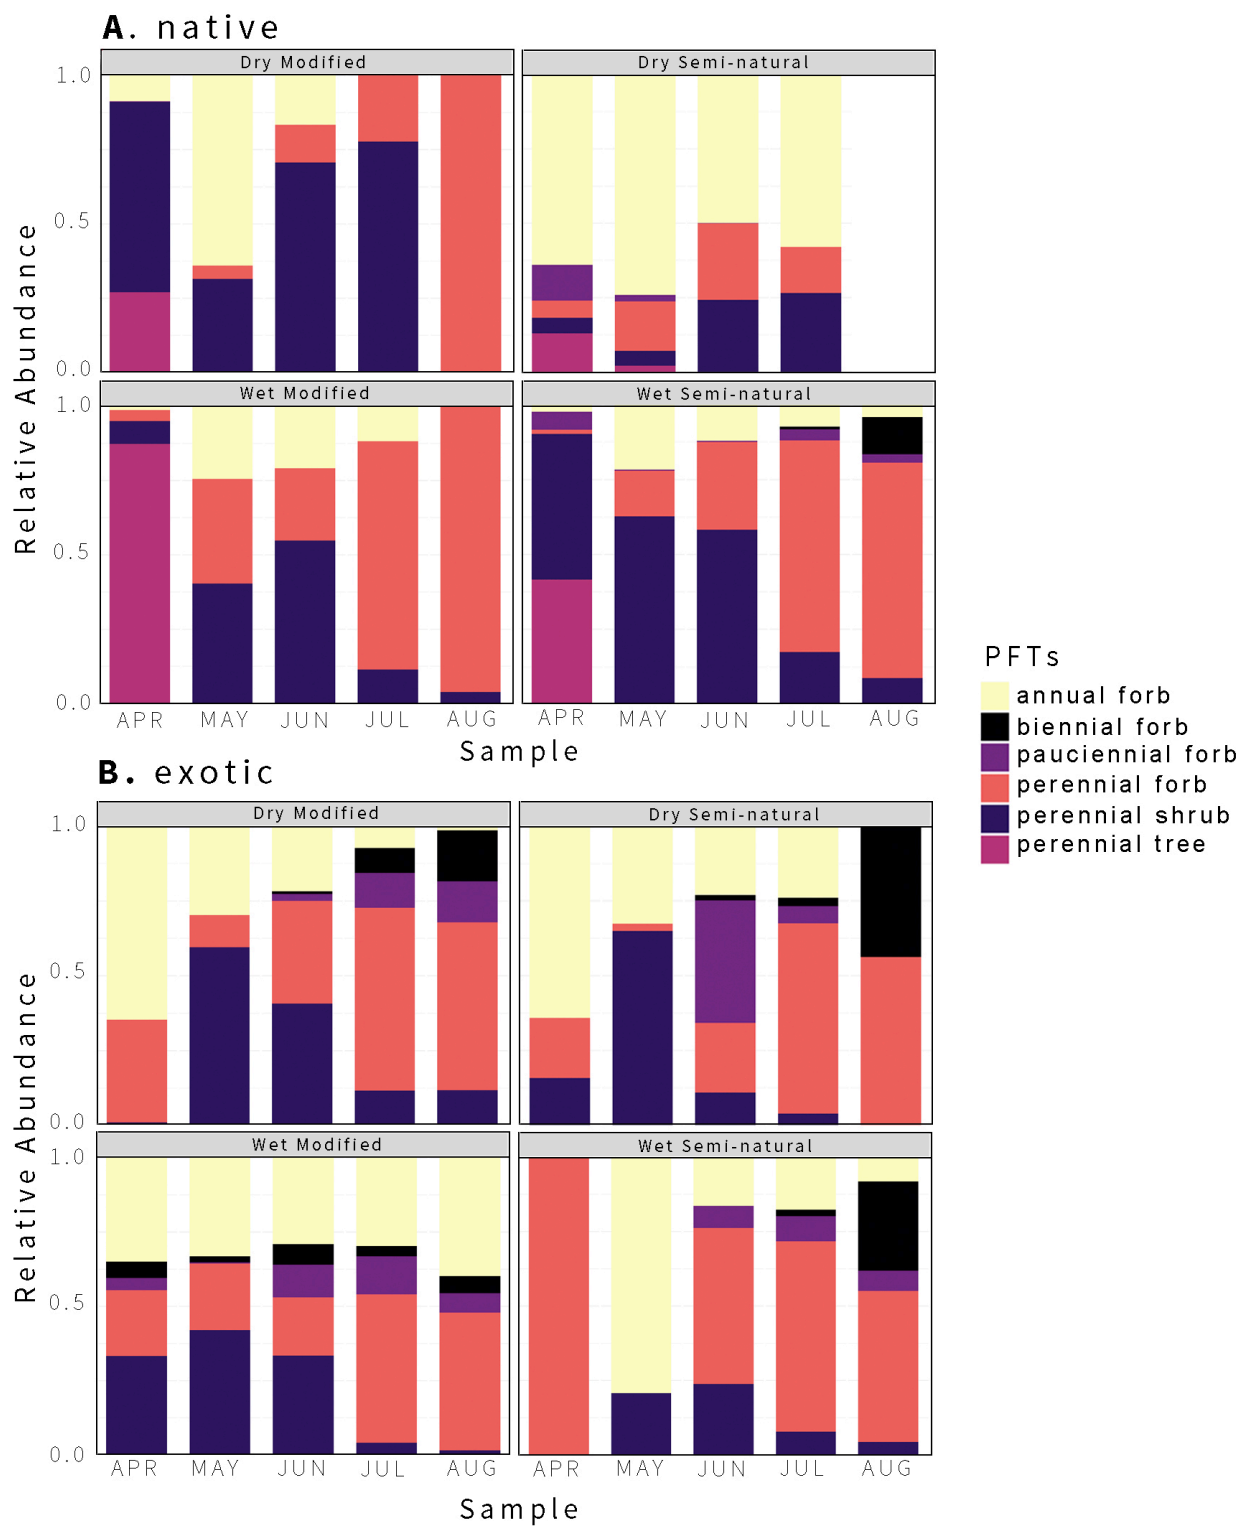 A. native
Dry Modified
Dry Semi-natural
1.0
0.5
0.0
Wet Modified
Wet Semi-natural
1.0
0.5
0.0
Relative Abundance
APR MAY JUN JUL AUG
APR MAY JUN JUL AUG
Sample
PFTs
annual forb
biennial forb
pauciennial forb
perennial forb
perennial shrub
perennial tree
B. exotic
Dry Modified
Dry Semi-natural
1.0
0.5
0.0
Wet Modified
Wet Semi-natural
1.0
0.5
0.0
Relative Abundance
APR MAY JUN JUL AUG
APR MAY JUN JUL AUG
Sample